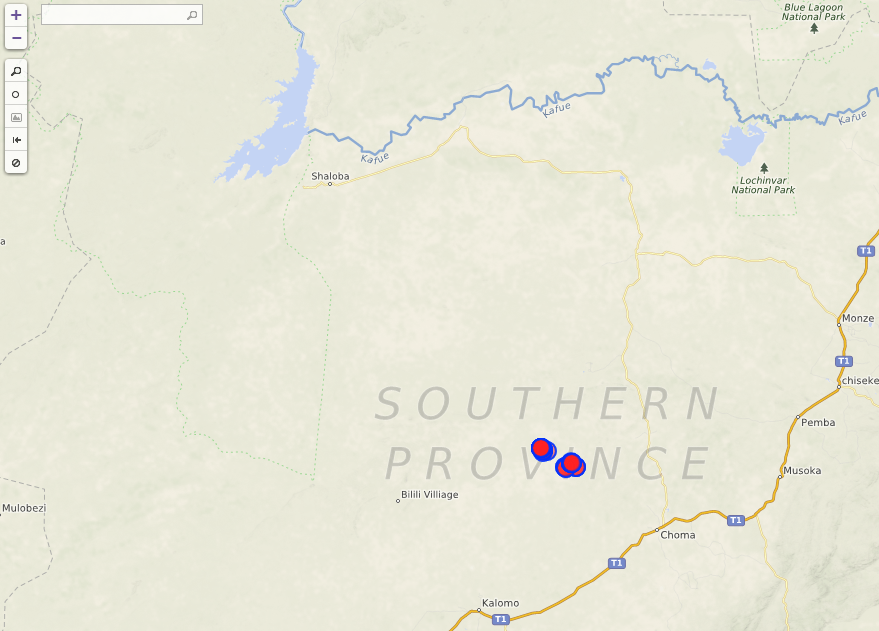 Blue Lagoon
National Park
Kafue
Kafue
Kafue
Shaloba
Lochinvar
National Park
a
T1
Monze
T1
chiseke
SOUTHERN
Pemba
PROVINCE
Musoka
Bilili Villiage
Mulobezi
T1
Choma
T1
Kalomo
T1